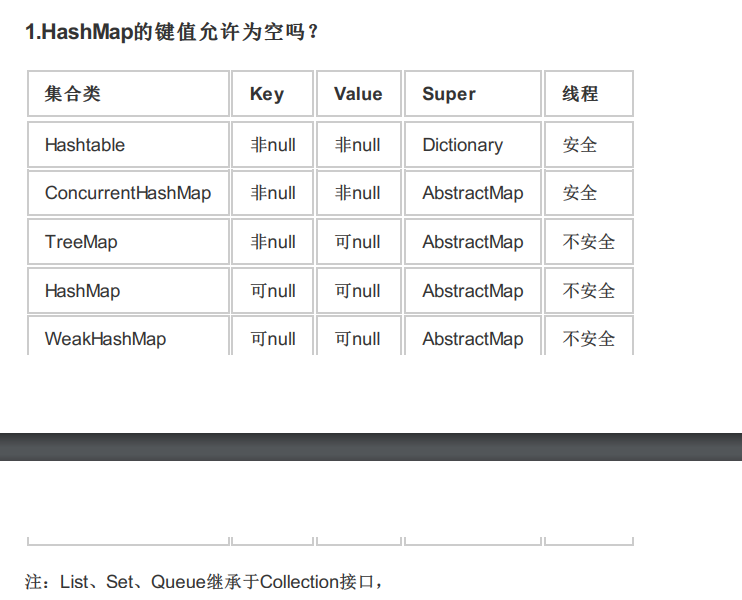 1.HashMap的键值允许为空吗？
集合类 Key Value Super 线程
Hashtable 非null 非null Dictionary 安全
ConcurrentHashMap 非null 非null AbstractMap 安全
TreeMap 非null 可null AbstractMap 不安全
HashMap 可null 可null AbstractMap 不安全
WeakHashMap 可null 可null AbstractMap 不安全
注：List、Set、Queue继承于Collection接口，